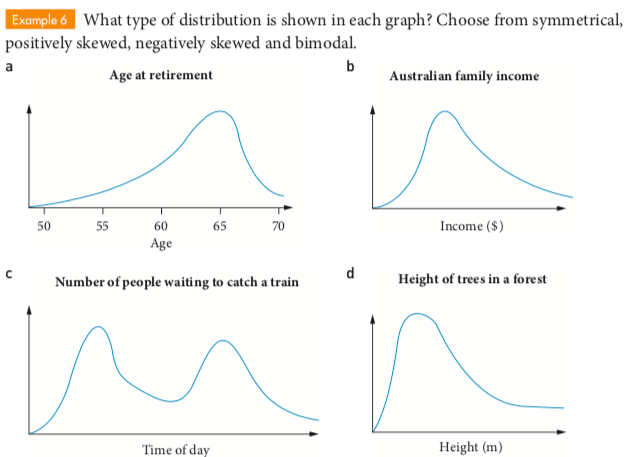 Example 6 What type of distribution is shown in each graph? Choose from symmetrical,
positively skewed, negatively skewed and bimodal.
a
Age at retirement
50 55 60 65 70
Age
b
Australian family income
Income ($)
c
Number of people waiting to catch a train
Time of day
d
Height of trees in a forest
Height (m)